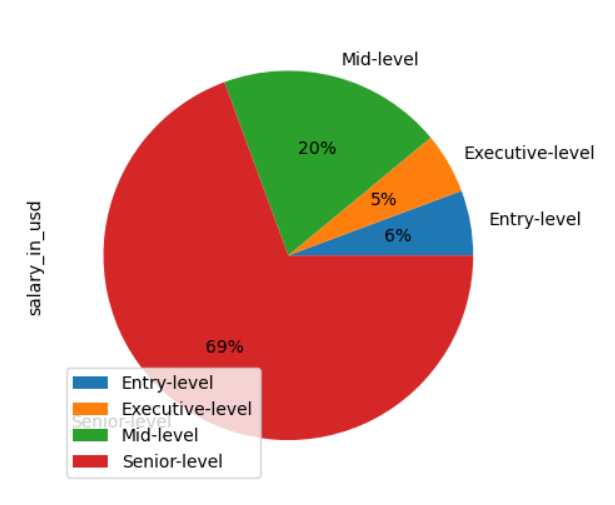 Mid-level
Executive-level
Entry-level
20%
5%
6%
69%
salary_in_usd
Senior-level
Entry-level
Executive-level
Mid-level
Senior-level